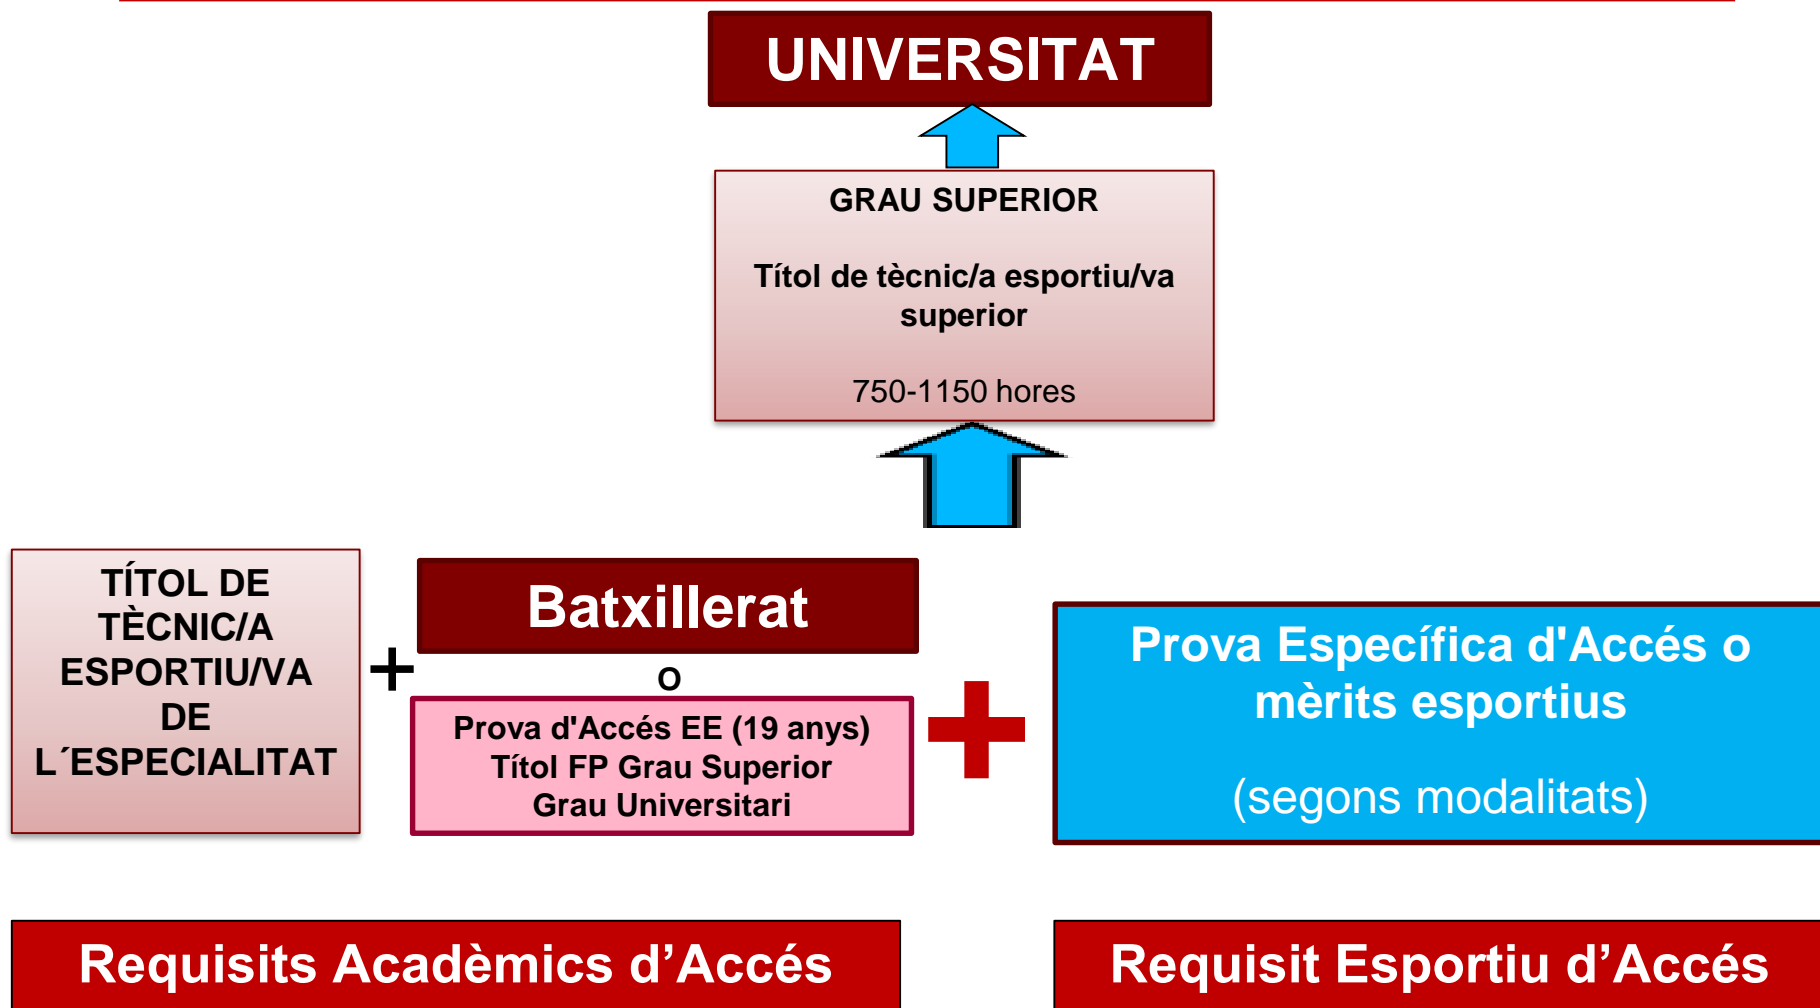 UNIVERSITAT
GRAU SUPERIOR
Títol de tècnic/a esportiu/va
superior
750-1150 hores
TÍTOL DE
TÈCNIC/A
ESPORTIU/VA
DE
L´ESPECIALITAT
+
Batxillerat
O
Prova d'Accés EE (19 anys)
Títol FP Grau Superior
Grau Universitari
Prova Específica d'Accés o
mèrits esportius
(segons modalitats)
Requisits Acadèmics d’Accés
Requisit Esportiu d’Accés